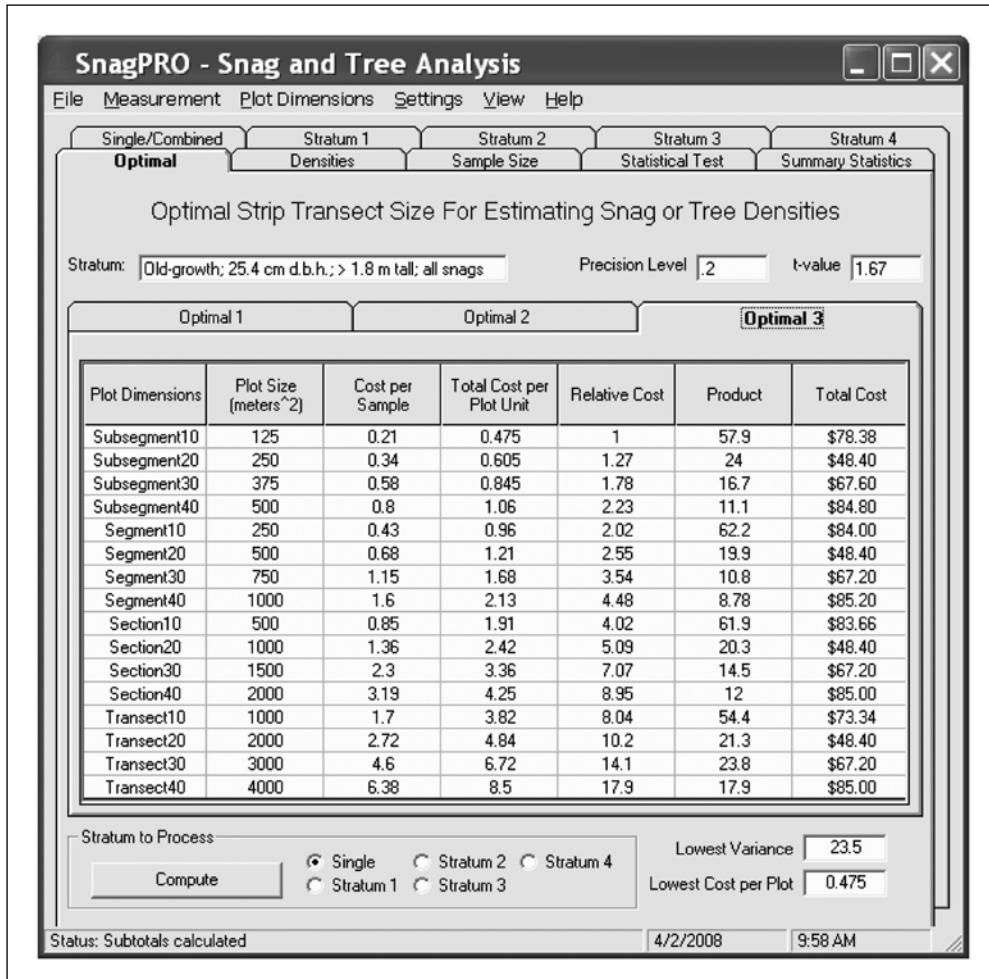 SnagPRO - Snag and Tree Analysis
File Measurement Plot Dimensions Settings View Help
Single/Combined Stratum 1 Stratum 2 Stratum 3 Stratum 4
Optimal Densities Sample Size Statistical Test Summary Statistics
Optimal Strip Transect Size For Estimating Snag or Tree Densities
Stratum: Old-growth; 25.4 cm d.b.h.; > 1.8 m tall; all snags Precision Level .2 t-value 1.67
Optimal 1 Optimal 2 Optimal 3
Plot Dimensions Plot Size (meters^2) Cost per Sample Total Cost per Plot Unit Relative Cost Product Total Cost
Subsegment10 125 0.21 0.475 1 57.9 $78.38
Subsegment20 250 0.34 0.605 1.27 24 $48.40
Subsegment30 375 0.58 0.845 1.78 16.7 $67.60
Subsegment40 500 0.8 1.06 2.23 11.1 $84.80
Segment10 250 0.43 0.96 2.02 62.2 $84.00
Segment20 500 0.68 1.21 2.55 19.9 $48.40
Segment30 750 1.15 1.68 3.54 10.8 $67.20
Segment40 1000 1.6 2.13 4.48 8.78 $85.20
Section10 500 0.85 1.91 4.02 61.9 $83.66
Section20 1000 1.36 2.42 5.09 20.3 $48.40
Section30 1500 2.3 3.36 7.07 14.5 $67.20
Section40 2000 3.19 4.25 8.95 12 $85.00
Transect10 1000 1.7 3.82 8.04 54.4 $73.34
Transect20 2000 2.72 4.84 10.2 21.3 $48.40
Transect30 3000 4.6 6.72 14.1 23.8 $67.20
Transect40 4000 6.38 8.5 17.9 17.9 $85.00
Stratum to Process
Compute
Single Stratum 2 Stratum 4
Stratum 1 Stratum 3
Lowest Variance 23.5
Lowest Cost per Plot 0.475
Status: Subtotals calculated 4/2/2008 9:58 AM